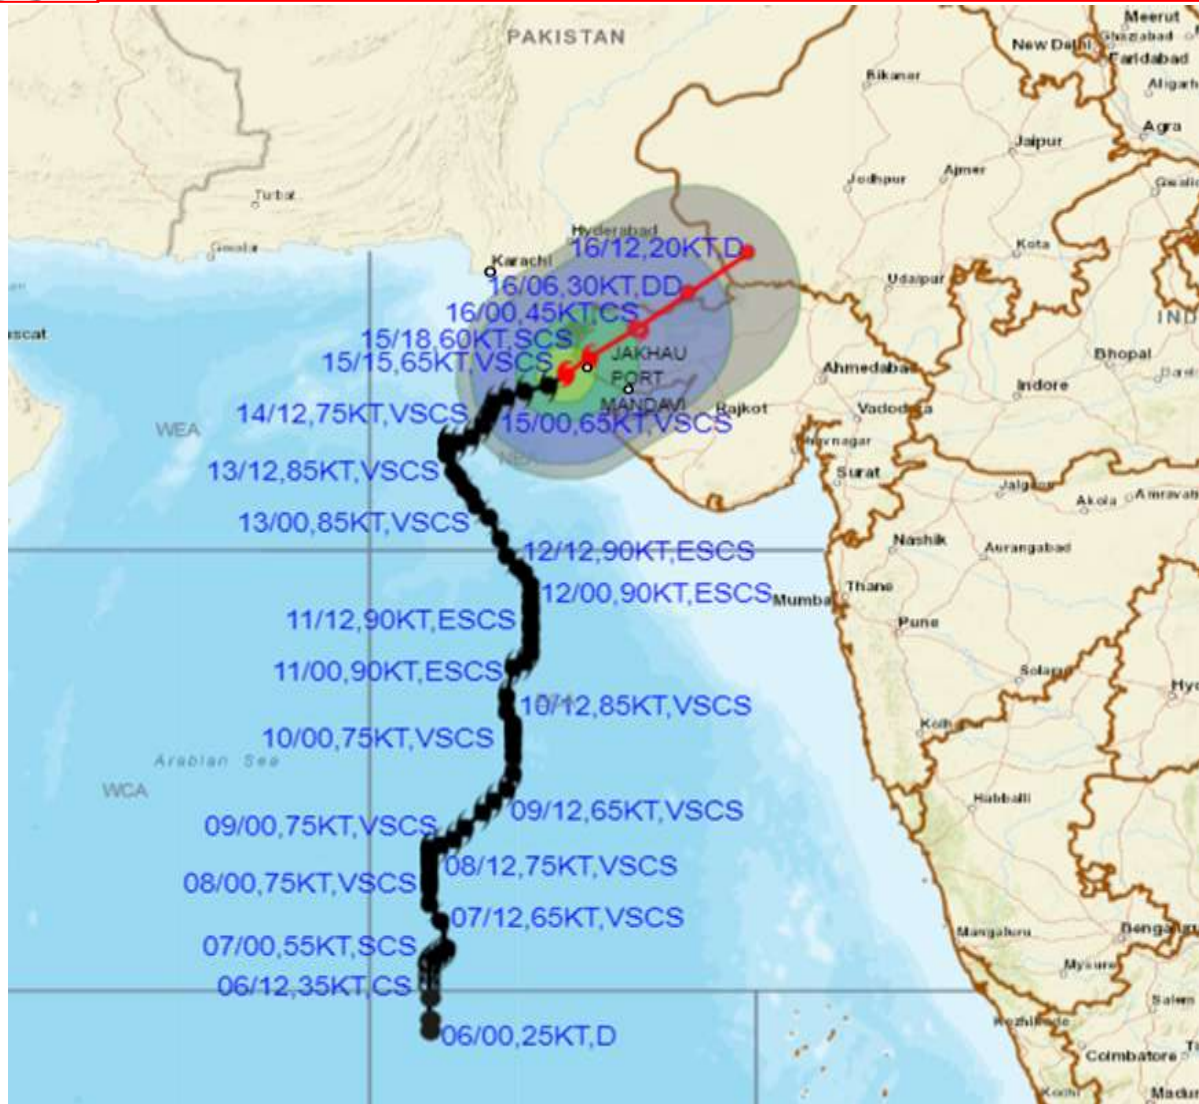 Meerut
Ghaziabad
New Delhi
Faridabad
PAKISTAN
Bikaner
Aligarh
Agra
Jaipur
Turbat
Jodhpur
Ajmer
Gwalio
Hyderabad
Gwadar
16/12,20KT,D
Kota
Karachi
16/06,30KT,DD
Udaipur
16/00,45KT,CS
IND
ascat
15/18,60KT,SCS
JAKHAU
PORT
15/15,65KT,VSCS
Bhopal
Ahmedabad
Indore
MANDAVI
Rajkot
Vadodara
14/12,75KT,VSCS
15/00,65KT,VSCS
WEA
Bhavnagar
13/12,85KT,VSCS
Surat
Jalgaon
Akola
Amravati
13/00,85KT,VSCS
Nashik
Aurangabad
12/12,90KT,ESCS
12/00,90KT,ESCS
Mumbai
Thane
11/12,90KT,ESCS
Pune
11/00,90KT,ESCS
Solapur
Hyd
10/12,85KT,VSCS
Kolhapur
10/00,75KT,VSCS
Arabian Sea
WCA
Hubballi
09/12,65KT,VSCS
09/00,75KT,VSCS
08/12,75KT,VSCS
08/00,75KT,VSCS
07/12,65KT,VSCS
Mangaluru
Bengaluru
07/00,55KT,SCS
Mysuru
06/12,35KT,CS
Salem
Kozhikode
06/00,25KT,D
Coimbatore
Kochi
Madur